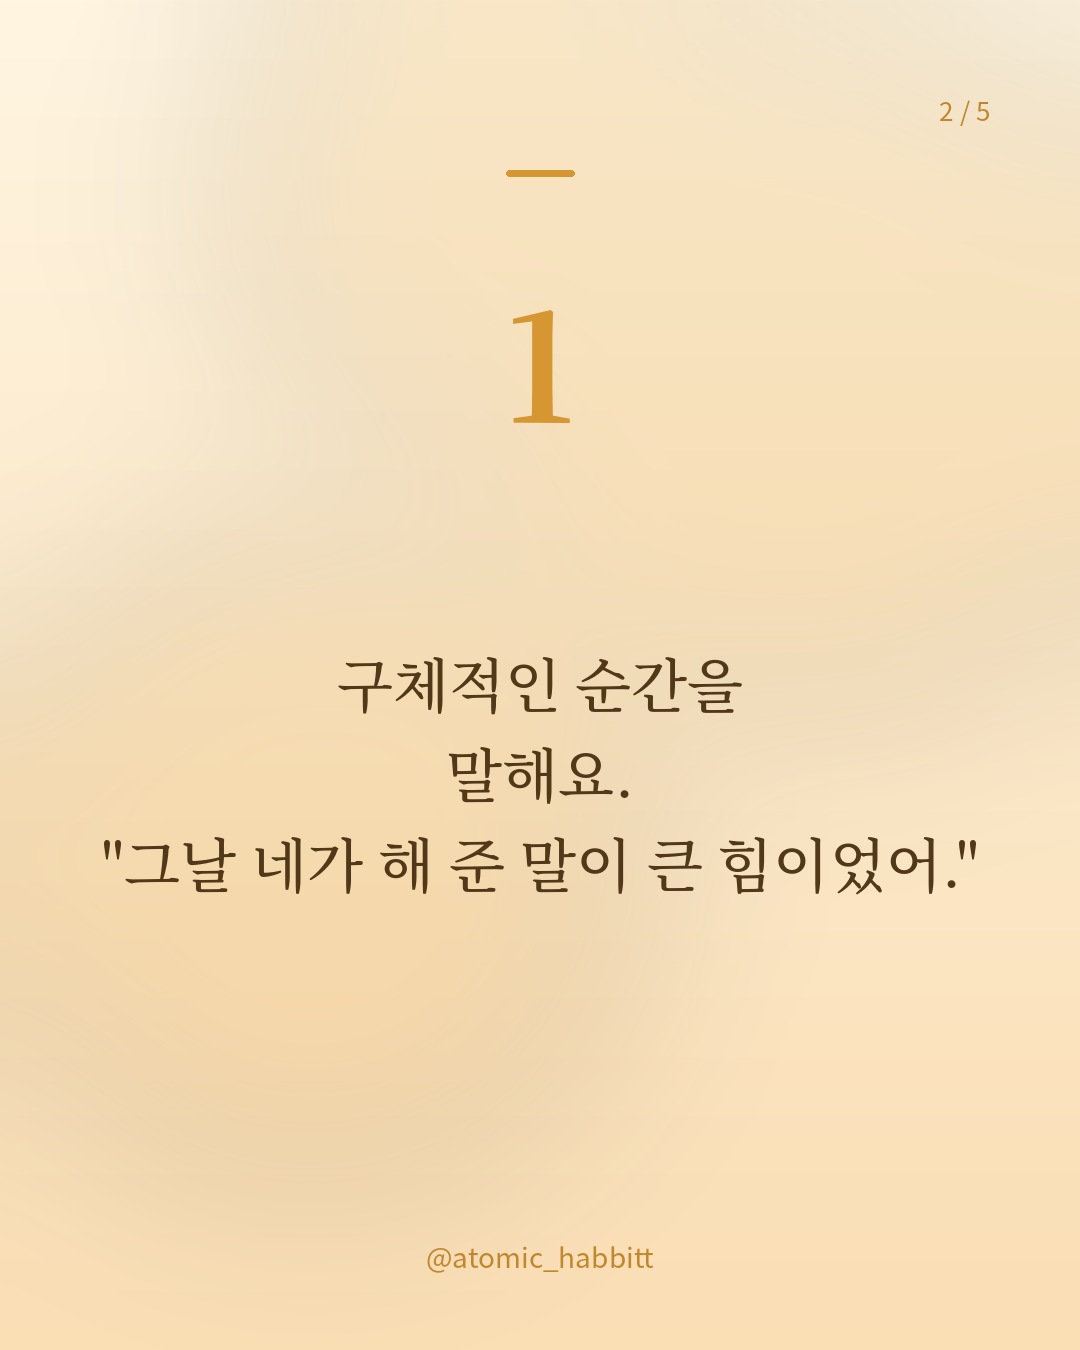 2 / 5
1
구체적인 순간을
말해요.
"그날 네가 해 준 말이 큰 힘이었어."
@atomic_habbitt